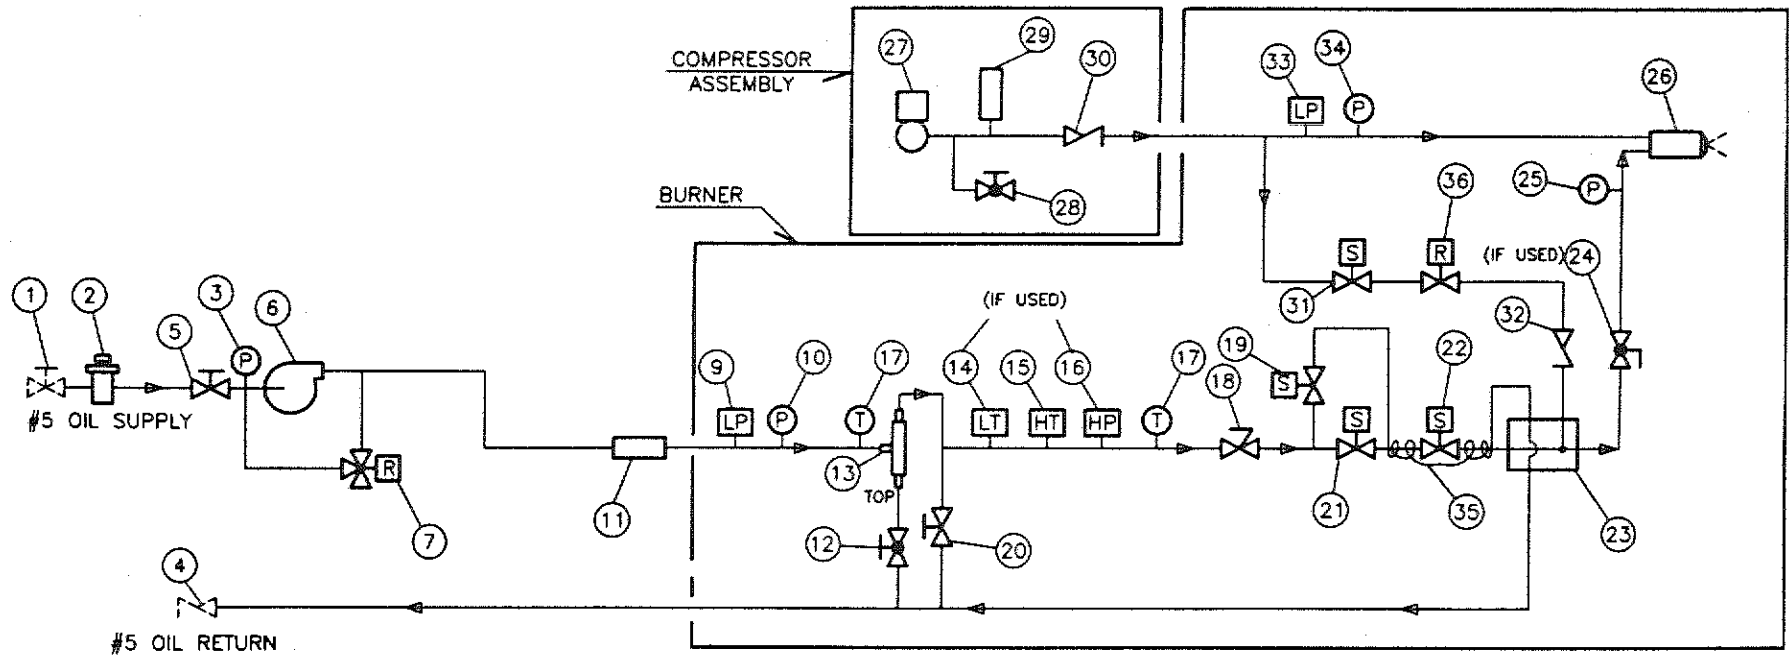 27
29
30
33
34
26
COMPRESSOR
ASSEMBLY
LP
P
BURNER
28
25
P
36
S
R
(IF USED)
24
31
32
1
2
3
5
6
P
(IF USED)
9
10
17
14
15
16
17
18
19
22
S
LP
P
T
LT
HT
HP
T
S
S
#5 OIL SUPPLY
R
13
TOP
11
7
12
20
21
35
23
4
#5 OIL RETURN